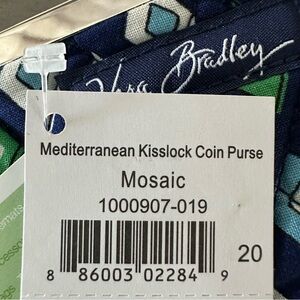 Vera Bradley
Mediterranean Kisslock Coin Purse
Mosaic
1000907-019
20
8 86003 02284 9